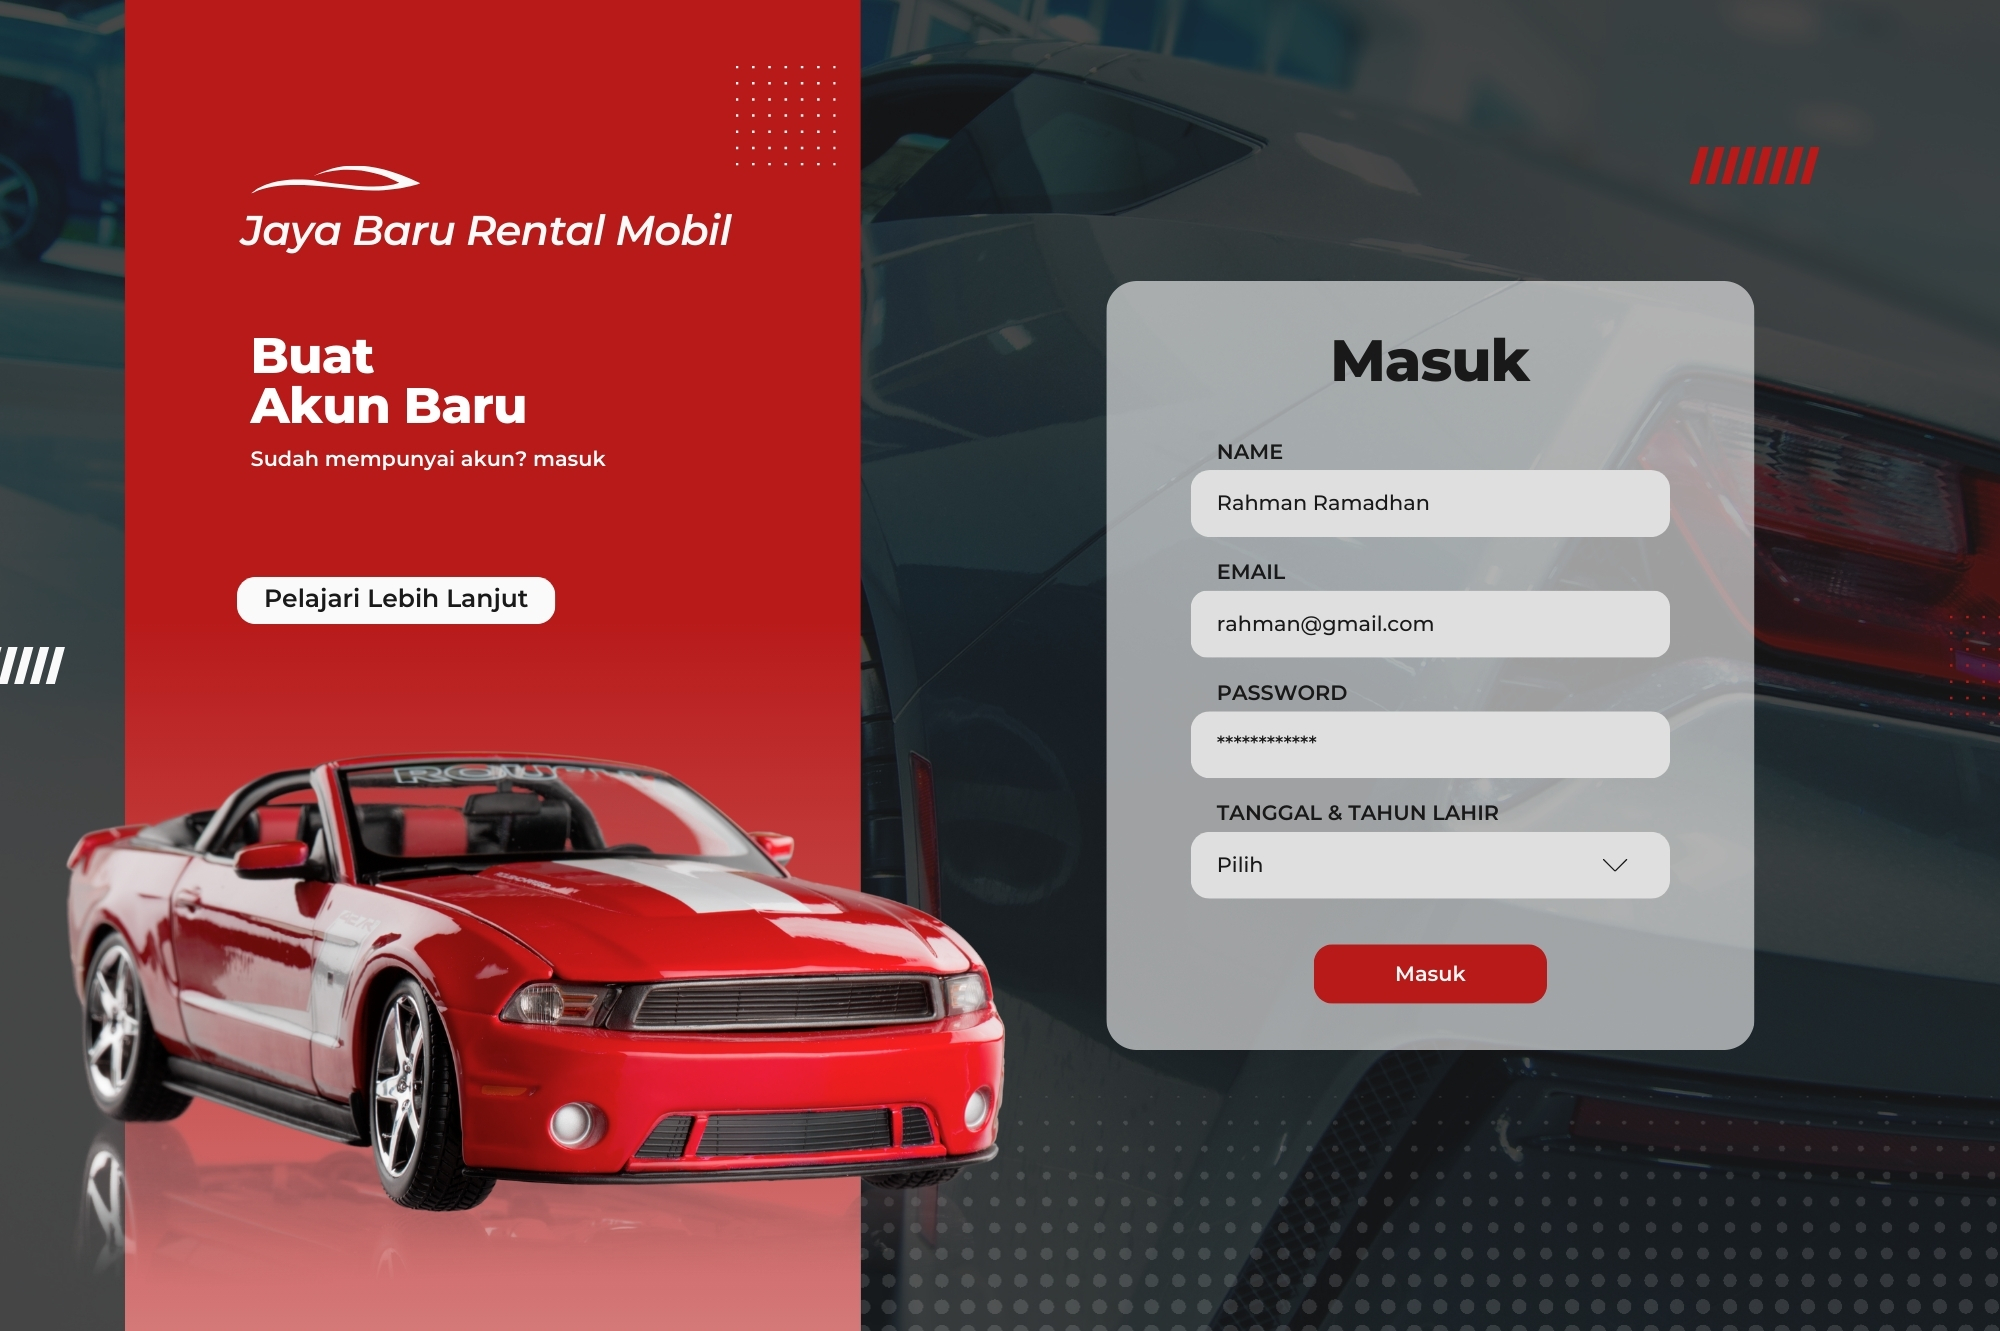 Jaya Baru Rental Mobil
Buat
Akun Baru
Sudah mempunyai akun? masuk
Pelajari Lebih Lanjut
Masuk
NAME
Rahman Ramadhan
EMAIL
rahman@gmail.com
PASSWORD
************
TANGGAL & TAHUN LAHIR
Pilih
Masuk